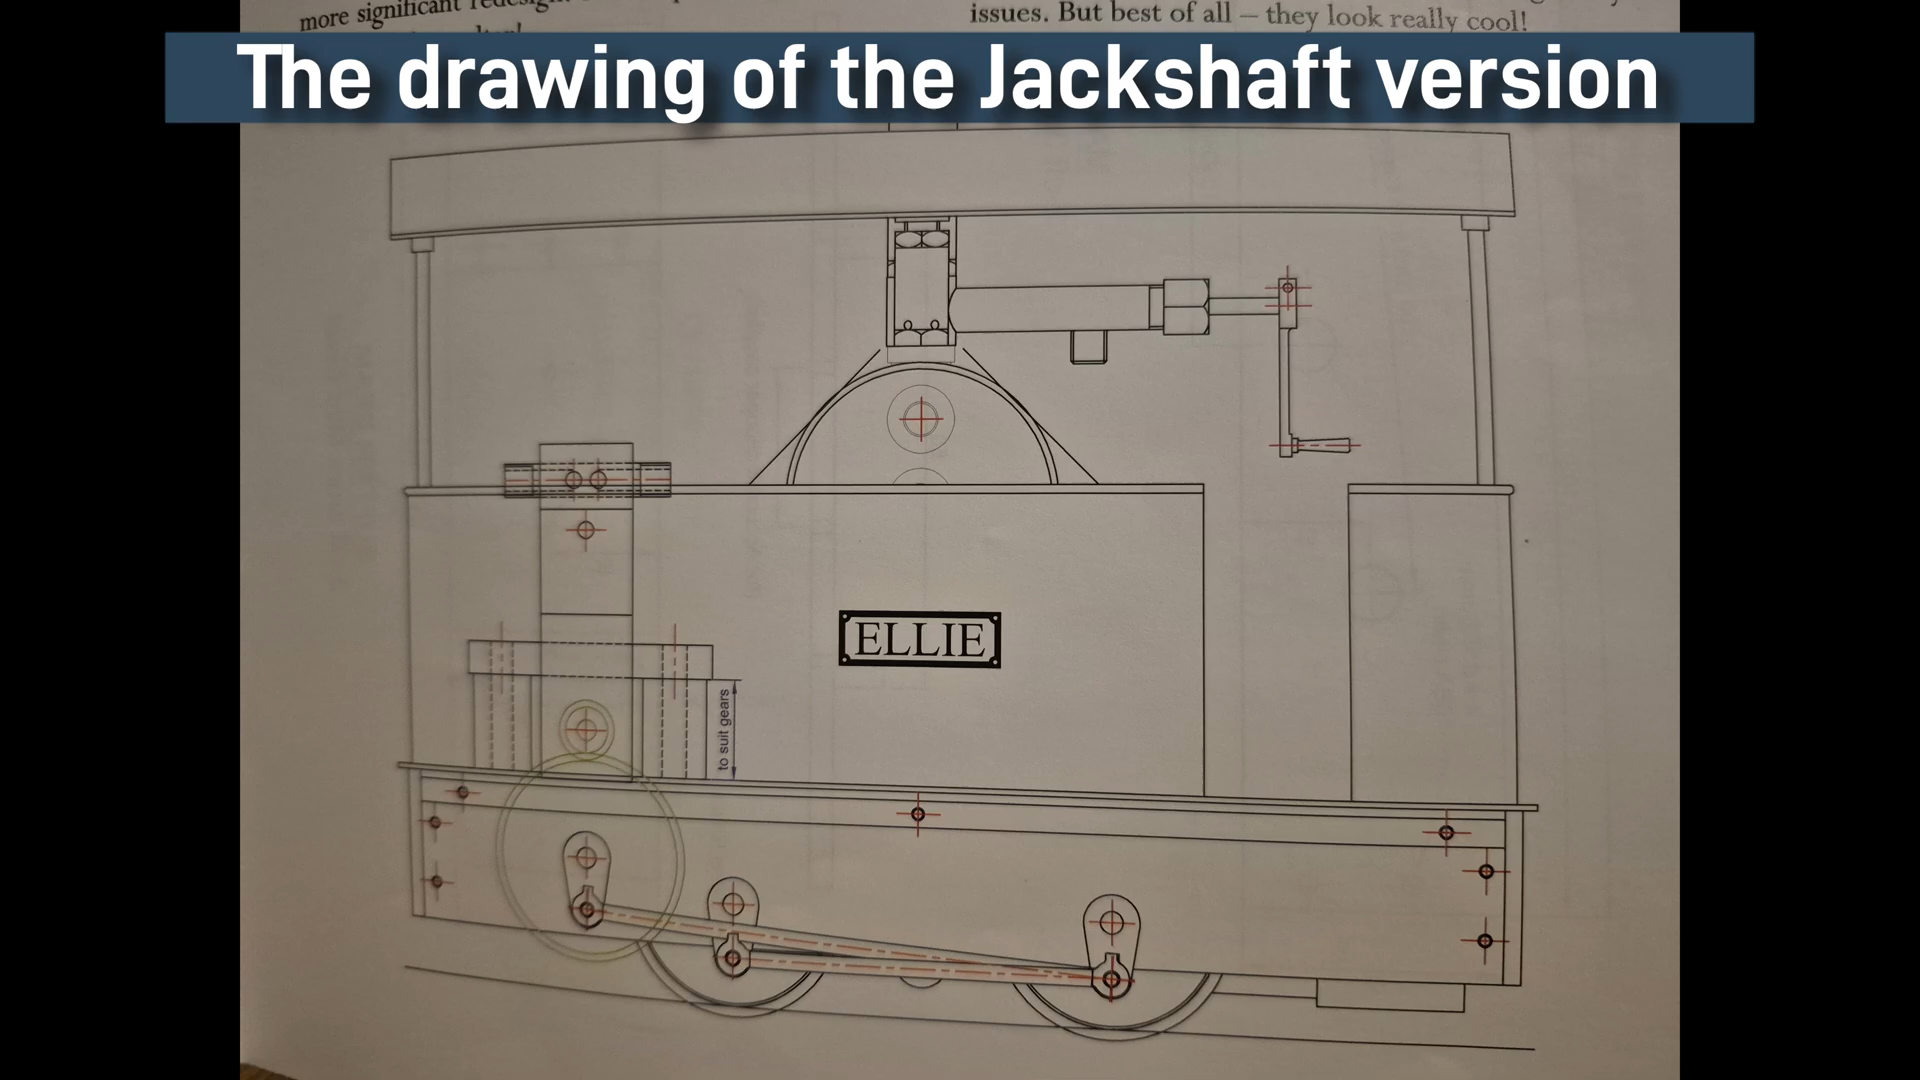 more significant
issues. But best of all – they look really cool!
The drawing of the Jackshaft version
ELLIE
to suit gears